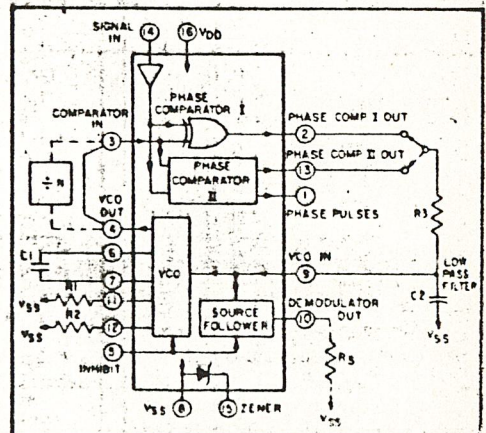 SIGNAL IN
14
16 VDD
PHASE COMPARATOR I
COMPARATOR IN
3
PHASE COMP I OUT
2
PHASE COMP II OUT
13
PHASE COMPARATOR II
÷ N
1
PHASE PULSES
VCO OUT
4
R3
6
C1
VCO
VCO IN
9
7
LOW PASS FILTER
R1
VSS
11
DEMODULATOR OUT
C2
R2
VSS
12
SOURCE FOLLOWER
10
VSS
5
INHIBIT
RS
VSS 8
15 ZENER
VSS